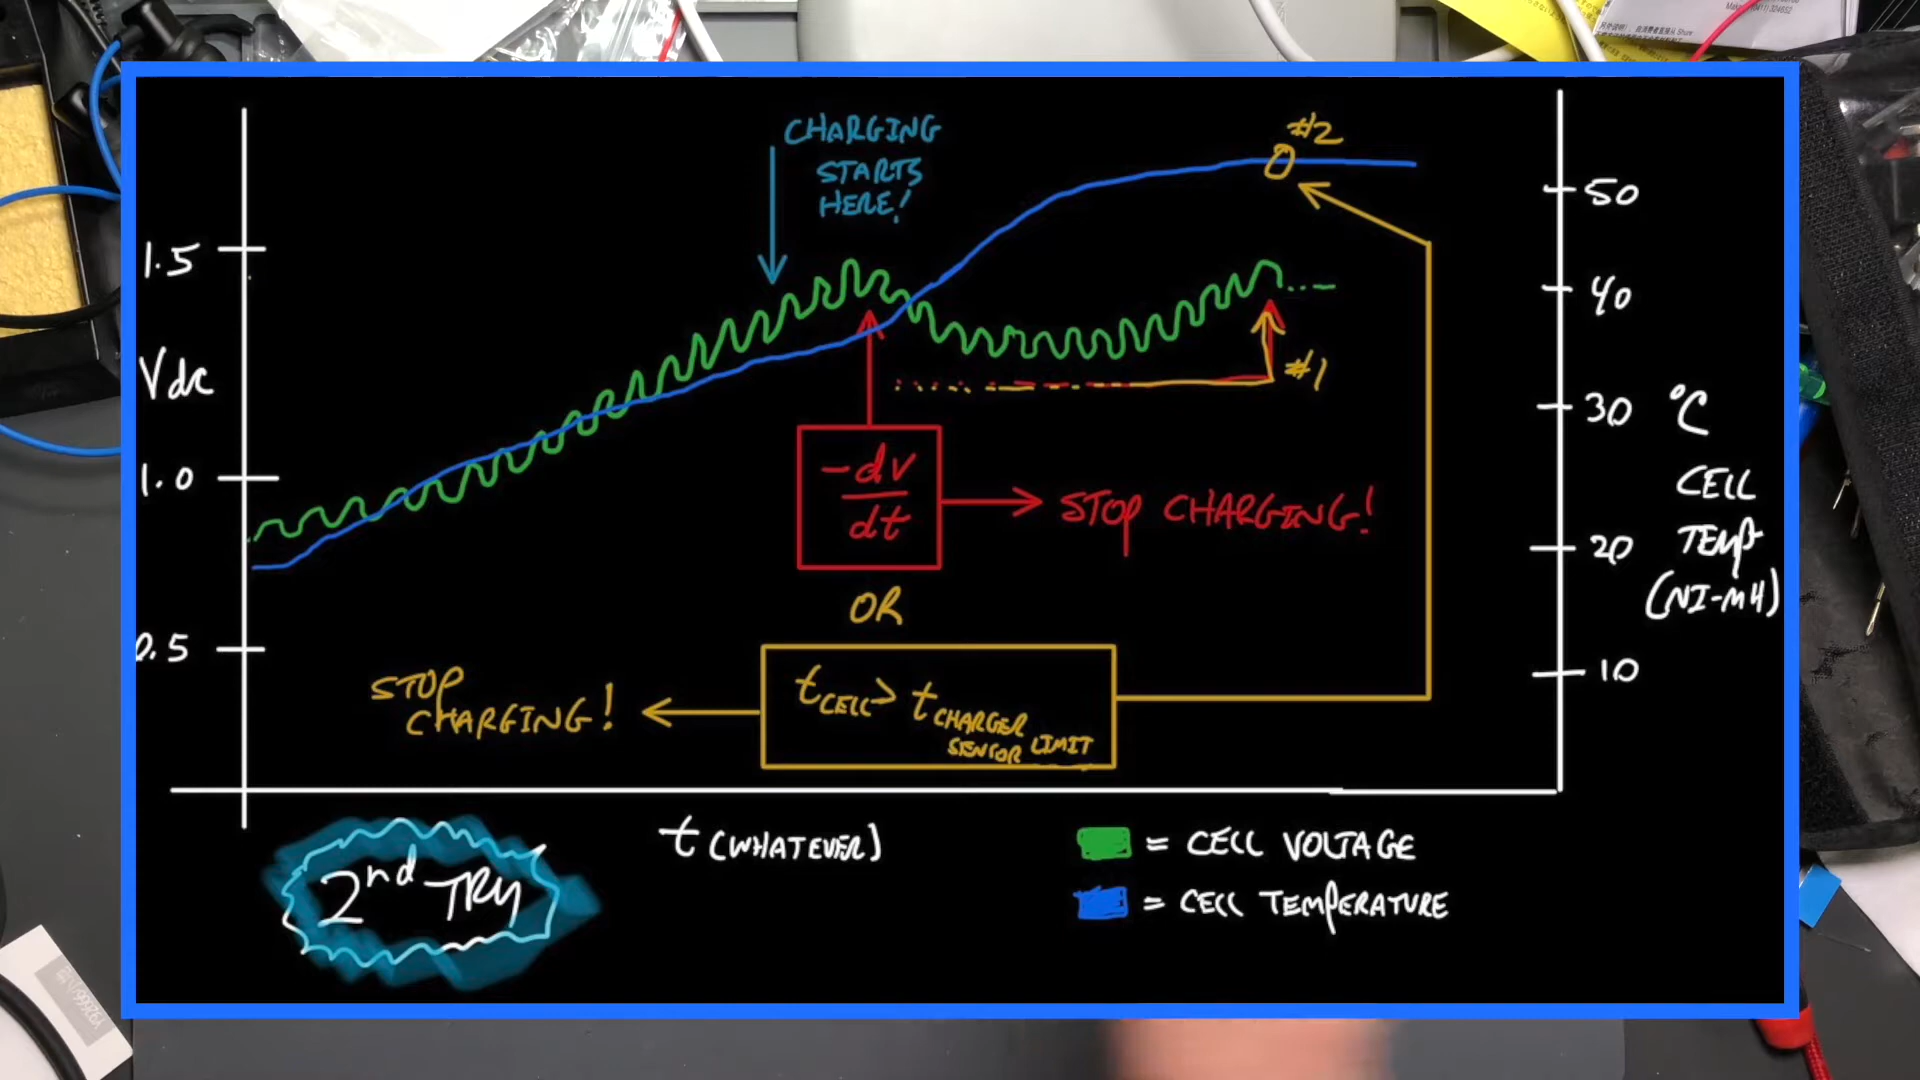 CHARGING
STARTS
HERE!
#2
50
1.5
40
#1
Vdc
30
°C
-dv
dt
STOP CHARGING!
1.0
CELL
TEMP
(NI-MH)
20
OR
0.5
10
STOP
CHARGING!
tCELL > tCHARGER
SENSOR LIMIT
t (WHATEVER)
2nd TRY
= CELL VOLTAGE
= CELL TEMPERATURE